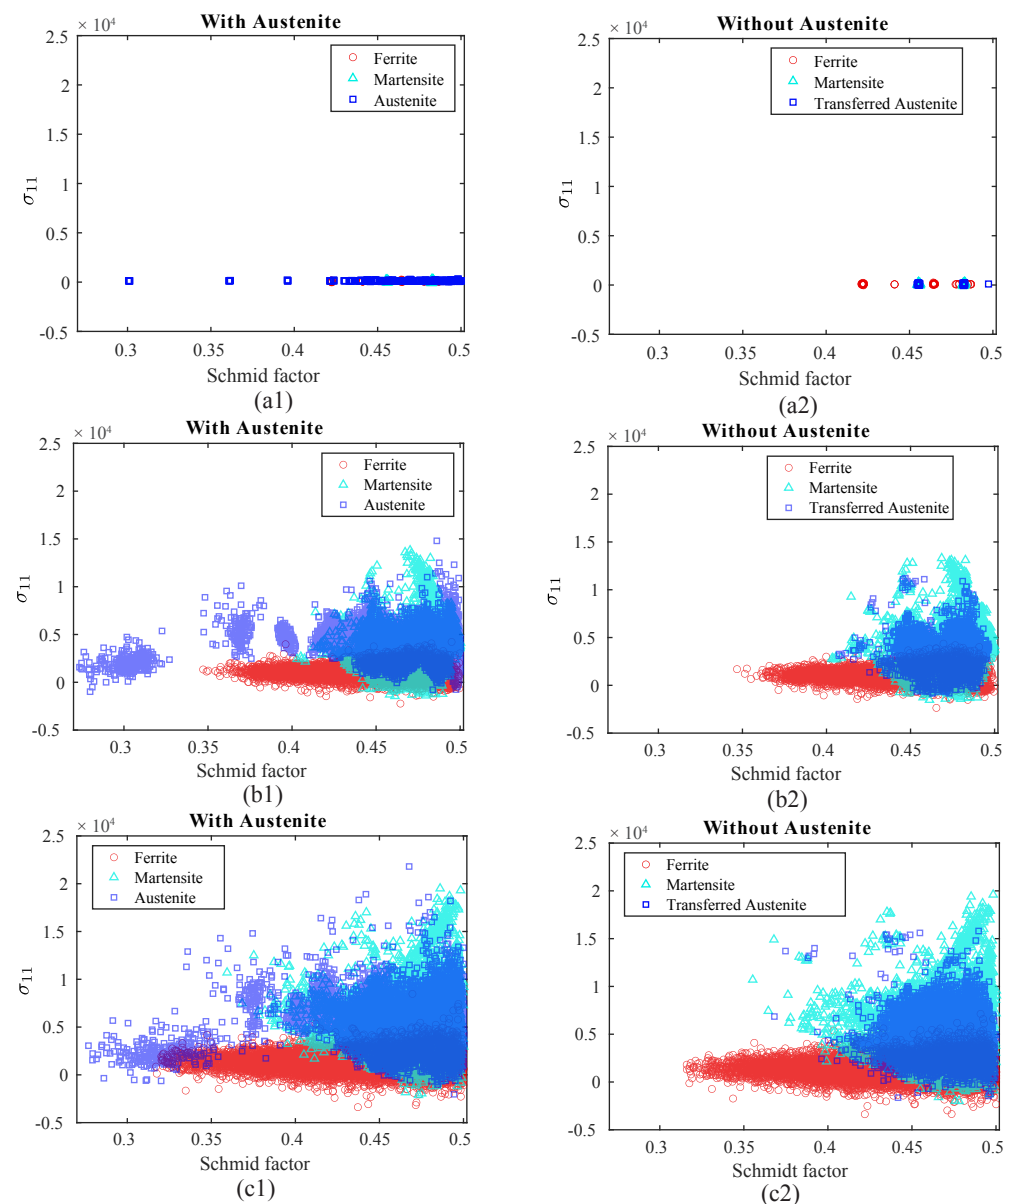 With Austenite
× 10⁴
2.5
2
1.5
1
0.5
0
-0.5
σ₁₁
Ferrite
Martensite
Austenite
0.3
0.35
0.4
0.45
0.5
Schmid factor
(a1)
Without Austenite
× 10⁴
2.5
2
1.5
1
0.5
0
-0.5
σ₁₁
Ferrite
Martensite
Transferred Austenite
0.3
0.35
0.4
0.45
0.5
Schmid factor
(a2)
With Austenite
× 10⁴
2.5
2
1.5
1
0.5
0
-0.5
σ₁₁
Ferrite
Martensite
Austenite
0.3
0.35
0.4
0.45
0.5
Schmid factor
(b1)
Without Austenite
× 10⁴
2.5
2
1.5
1
0.5
0
-0.5
σ₁₁
Ferrite
Martensite
Transferred Austenite
0.3
0.35
0.4
0.45
0.5
Schmid factor
(b2)
With Austenite
× 10⁴
2.5
2
1.5
1
0.5
0
-0.5
σ₁₁
Ferrite
Martensite
Austenite
0.3
0.35
0.4
0.45
0.5
Schmid factor
(c1)
Without Austenite
× 10⁴
2.5
2
1.5
1
0.5
0
-0.5
σ₁₁
Ferrite
Martensite
Transferred Austenite
0.3
0.35
0.4
0.45
0.5
Schmidt factor
(c2)